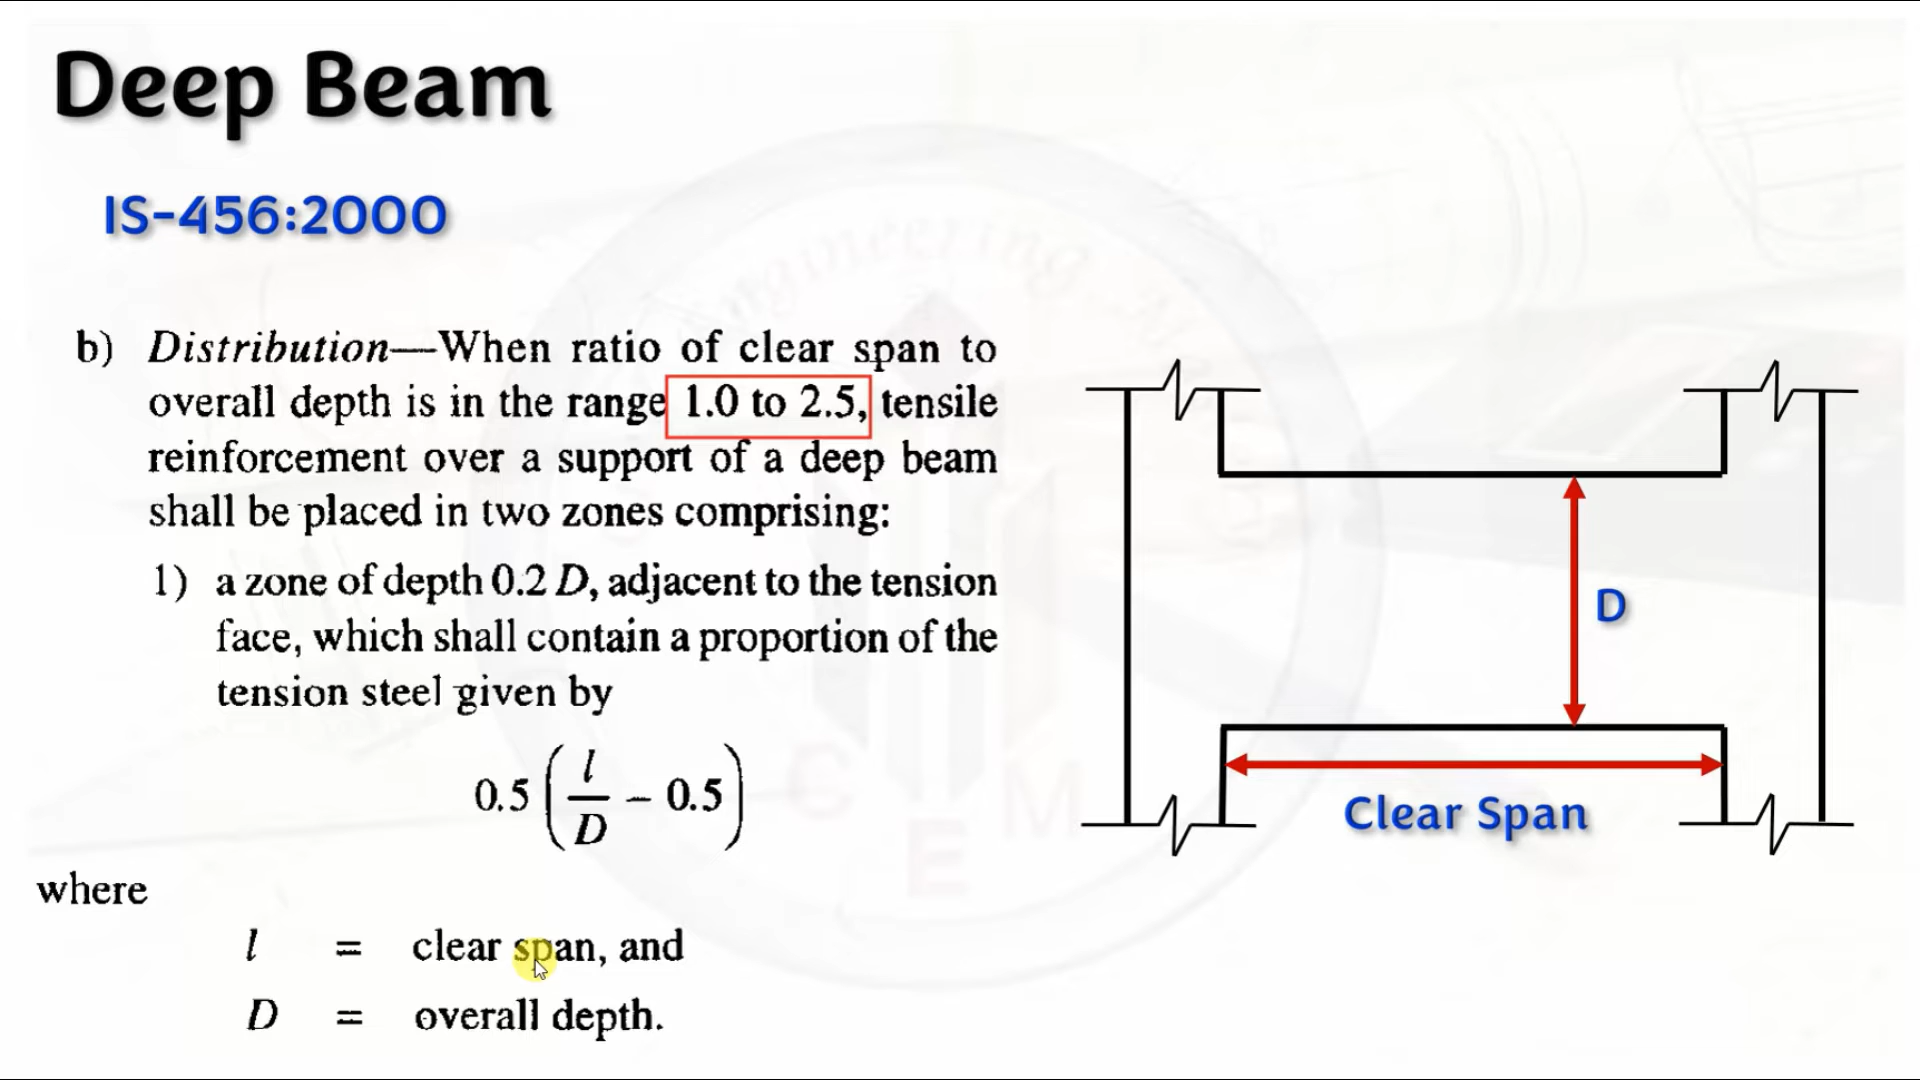 Deep Beam
IS-456:2000
b) Distribution—When ratio of clear span to
overall depth is in the range 1.0 to 2.5, tensile
reinforcement over a support of a deep beam
shall be placed in two zones comprising:
1) a zone of depth 0.2 D, adjacent to the tension
face, which shall contain a proportion of the
tension steel given by
0.5 (l/D – 0.5)
where
l = clear span, and
D = overall depth.
D
Clear Span
Engineering
C E M